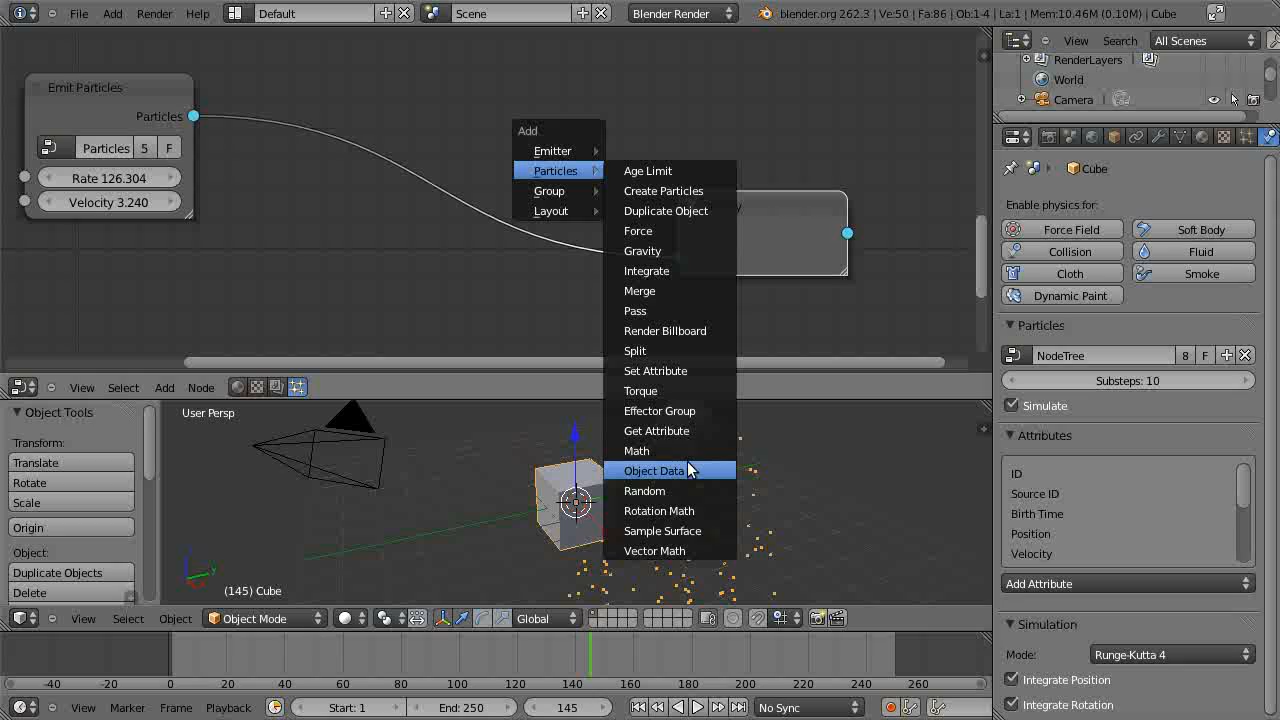 File Add Render Help Default Scene Blender Render blender.org 262.3 | Ve:50 | Fa:86 | Ob:1-4 | La:1 | Mem:10.46M (0.10M) | Cube
View Search All Scenes
RenderLayers
World
Camera
Emit Particles
Particles
Particles 5 F
Rate 126.304
Velocity 3.240
Add
Emitter
Particles
Group
Layout
Age Limit
Create Particles
Duplicate Object
Force
Gravity
Integrate
Merge
Pass
Render Billboard
Split
Set Attribute
Torque
Effector Group
Get Attribute
Math
Object Data
Random
Rotation Math
Sample Surface
Vector Math
Cube
Enable physics for:
Force Field Soft Body
Collision Fluid
Cloth Smoke
Dynamic Paint
Particles
NodeTree 8 F
Substeps: 10
Simulate
Attributes
ID
Source ID
Birth Time
Position
Velocity
Add Attribute
Simulation
Mode: Runge-Kutta 4
Integrate Position
Integrate Rotation
View Select Add Node
Object Tools
Transform:
Translate
Rotate
Scale
Origin
Object:
Duplicate Objects
Delete
User Persp
(145) Cube
View Select Object Object Mode Global
-40 -20 0 20 40 60 80 100 120 140 160 180 200 220 240 260
View Marker Frame Playback Start: 1 End: 250 145 No Sync